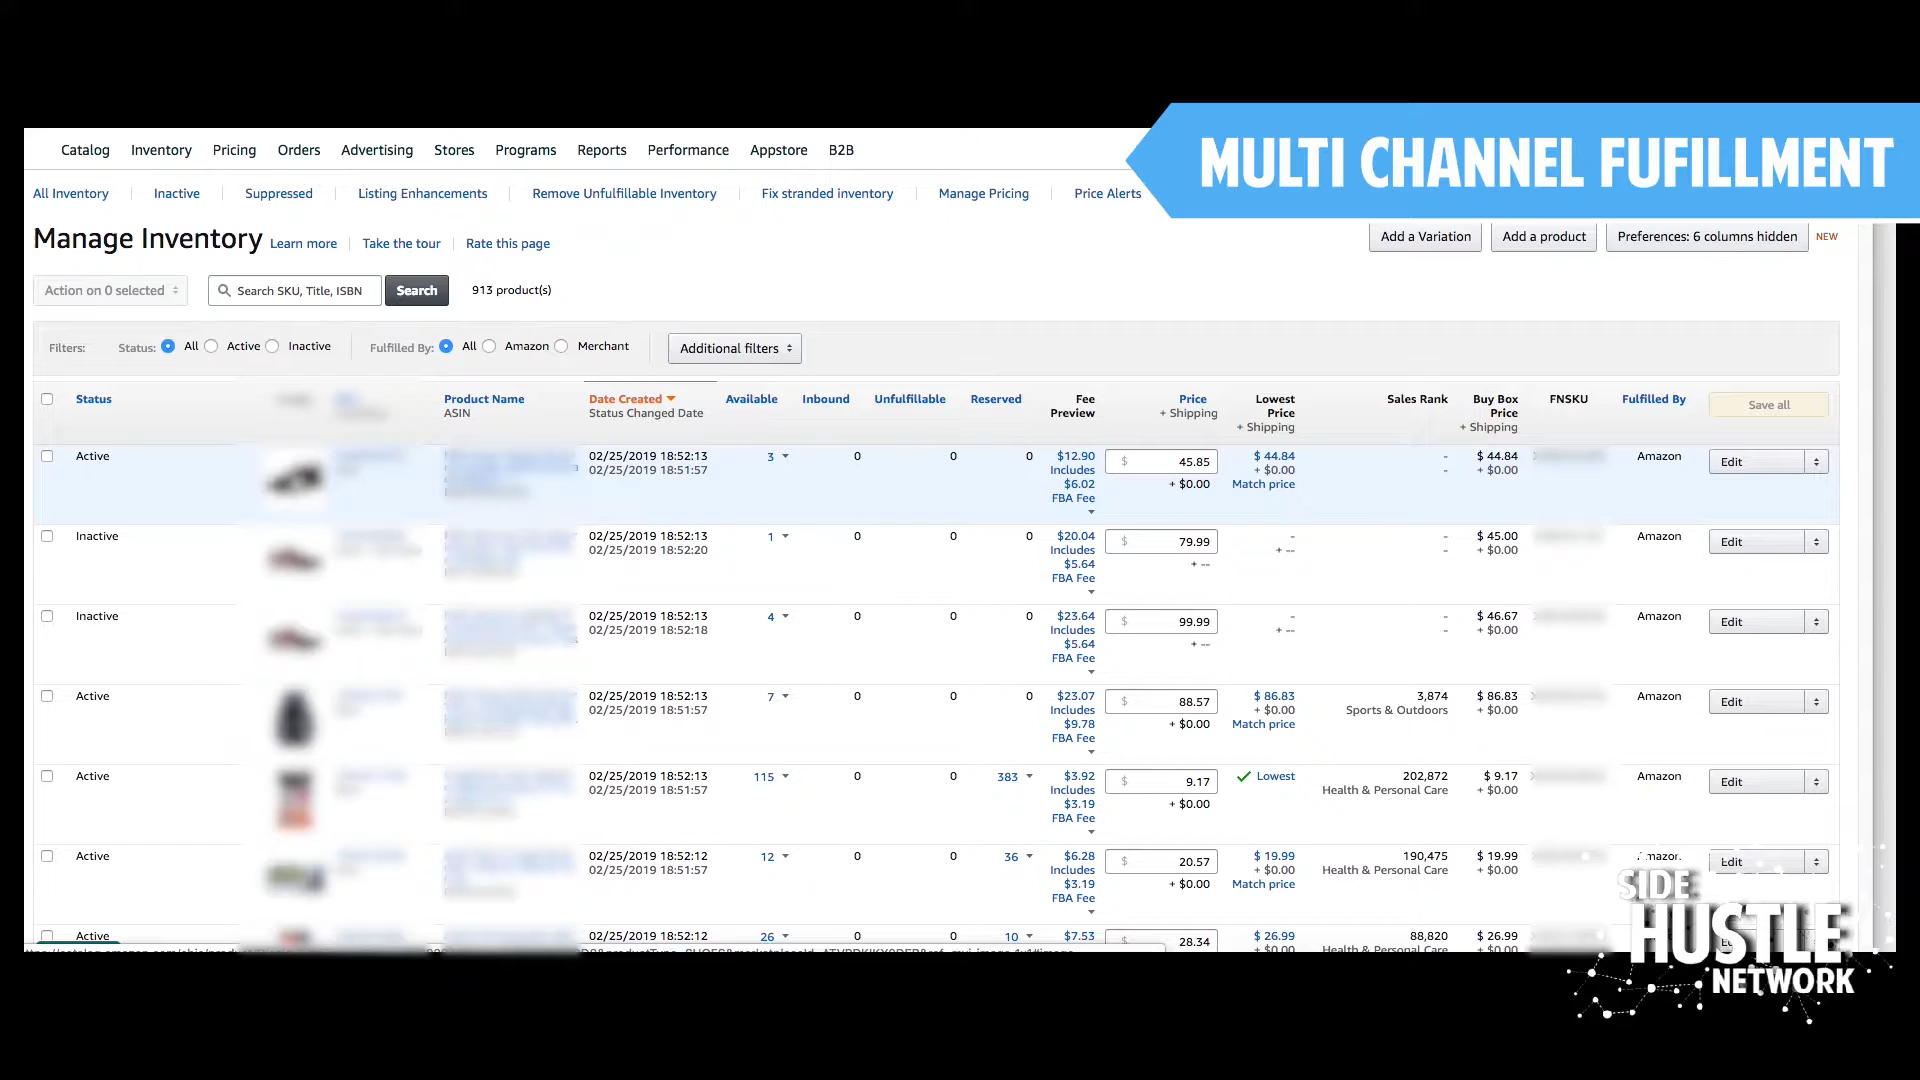 MULTI CHANNEL FUFILLMENT
Catalog Inventory Pricing Orders Advertising Stores Programs Reports Performance Appstore B2B
All Inventory Inactive Suppressed Listing Enhancements Remove Unfulfillable Inventory Fix stranded inventory Manage Pricing Price Alerts
Manage Inventory Learn more Take the tour Rate this page
Add a Variation Add a product Preferences: 6 columns hidden NEW
Action on 0 selected Search SKU, Title, ISBN Search 913 product(s)
Filters: Status: All Active Inactive Fulfilled By: All Amazon Merchant Additional filters
Status Product Name Date Created Available Inbound Unfulfillable Reserved Fee Price Lowest Sales Rank Buy Box FNSKU Fulfilled By Save all
ASIN Status Changed Date Preview + Shipping Price Price
+ Shipping + Shipping
Active 02/25/2019 18:52:13 3 0 0 0 $12.90 $ 45.85 $ 44.84 - $ 44.84 Amazon Edit
02/25/2019 18:51:57 Includes + $0.00 - + $0.00
$6.02 + $0.00 Match price
FBA Fee
Inactive 02/25/2019 18:52:13 1 0 0 0 $20.04 $ 79.99 - - $ 45.00 Amazon Edit
02/25/2019 18:52:20 Includes + -- - + $0.00
$5.64 + --
FBA Fee
Inactive 02/25/2019 18:52:13 4 0 0 0 $23.64 $ 99.99 - - $ 46.67 Amazon Edit
02/25/2019 18:52:18 Includes + -- - + $0.00
$5.64 + --
FBA Fee
Active 02/25/2019 18:52:13 7 0 0 0 $23.07 $ 88.57 $ 86.83 3,874 $ 86.83 Amazon Edit
02/25/2019 18:51:57 Includes + $0.00 Sports & Outdoors + $0.00
$9.78 + $0.00 Match price
FBA Fee
Active 02/25/2019 18:52:13 115 0 0 383 $3.92 $ 9.17 Lowest 202,872 $ 9.17 Amazon Edit
02/25/2019 18:51:57 Includes Health & Personal Care + $0.00
$3.19 + $0.00
FBA Fee
Active 02/25/2019 18:52:12 12 0 0 36 $6.28 $ 20.57 $ 19.99 190,475 $ 19.99 Amazon Edit
02/25/2019 18:51:57 Includes + $0.00 Health & Personal Care + $0.00
$3.19 + $0.00 Match price
FBA Fee
Active 02/25/2019 18:52:12 26 0 0 10 $7.53 $ 28.34 $ 26.99 88,820 $ 26.99
+ $0.00 Health & Personal Care + $0.00
SIDE
HUSTLE
NETWORK